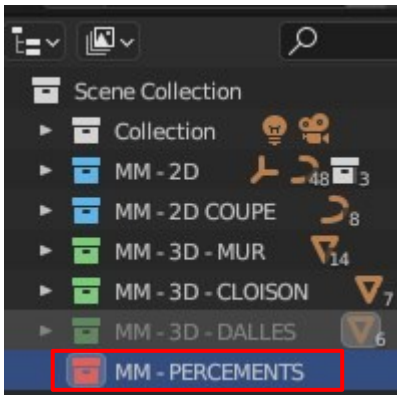 Scene Collection
Collection
MM - 2D 48 3
MM - 2D COUPE 8
MM - 3D - MUR 14
MM - 3D - CLOISON 7
MM - 3D - DALLES 6
MM - PERCEMENTS